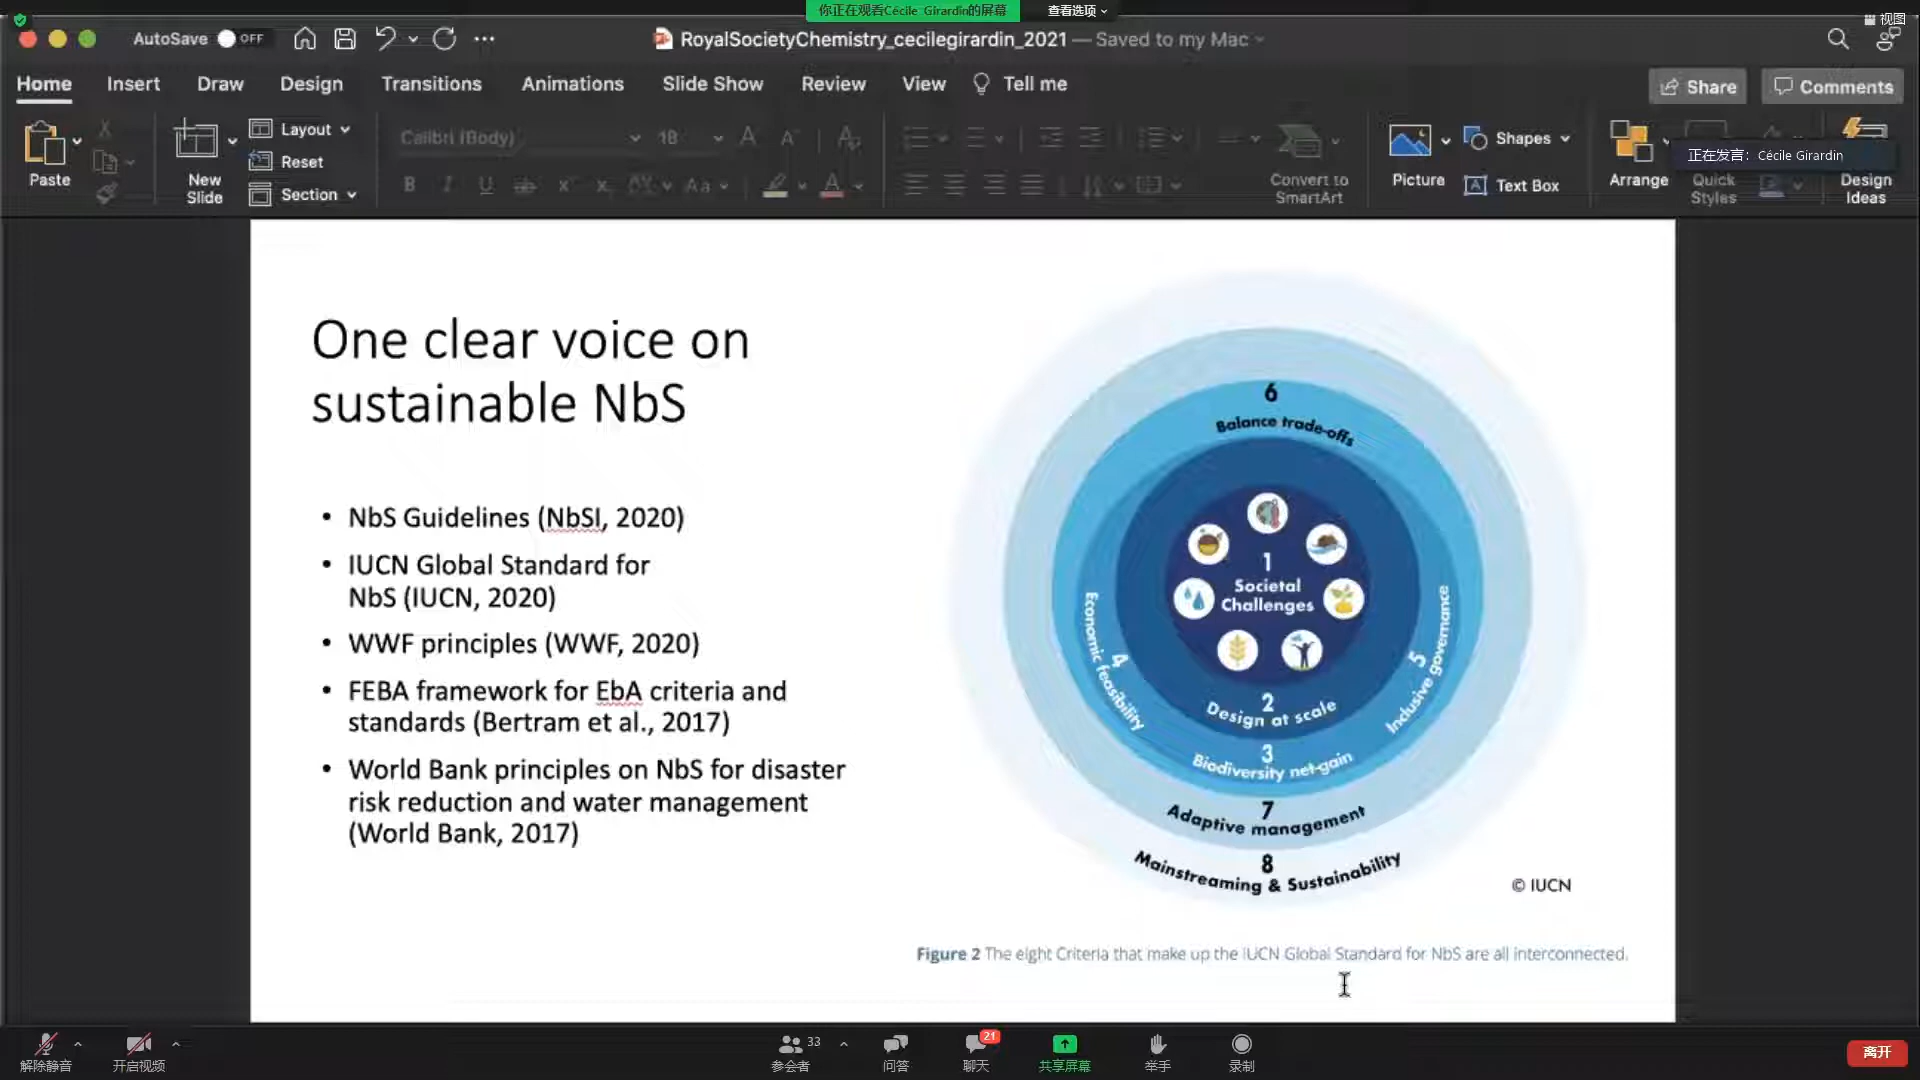 你正在观看Cécile Girardin的屏幕
查看选项
视图
AutoSave
OFF
RoyalSocietyChemistry_cecilegirardin_2021 — Saved to my Mac
Home
Insert
Draw
Design
Transitions
Animations
Slide Show
Review
View
Tell me
Share
Comments
Paste
New
Slide
Layout
Reset
Section
Calibri (Body)
18
Convert to
SmartArt
Picture
Shapes
Text Box
Arrange
Quick
Styles
Design
Ideas
正在发言: Cécile Girardin
One clear voice on
sustainable NbS
• NbS Guidelines (NbSI, 2020)
• IUCN Global Standard for
NbS (IUCN, 2020)
• WWF principles (WWF, 2020)
• FEBA framework for EbA criteria and
standards (Bertram et al., 2017)
• World Bank principles on NbS for disaster
risk reduction and water management
(World Bank, 2017)
6
Balance trade-offs
1
Societal
Challenges
2
Design at scale
3
Biodiversity net-gain
4
Economic feasibility
5
Inclusive governance
7
Adaptive management
8
Mainstreaming & Sustainability
© IUCN
Figure 2 The eight Criteria that make up the IUCN Global Standard for NbS are all interconnected.
解除静音
开启视频
33
参会者
问答
21
聊天
共享屏幕
举手
录制
离开